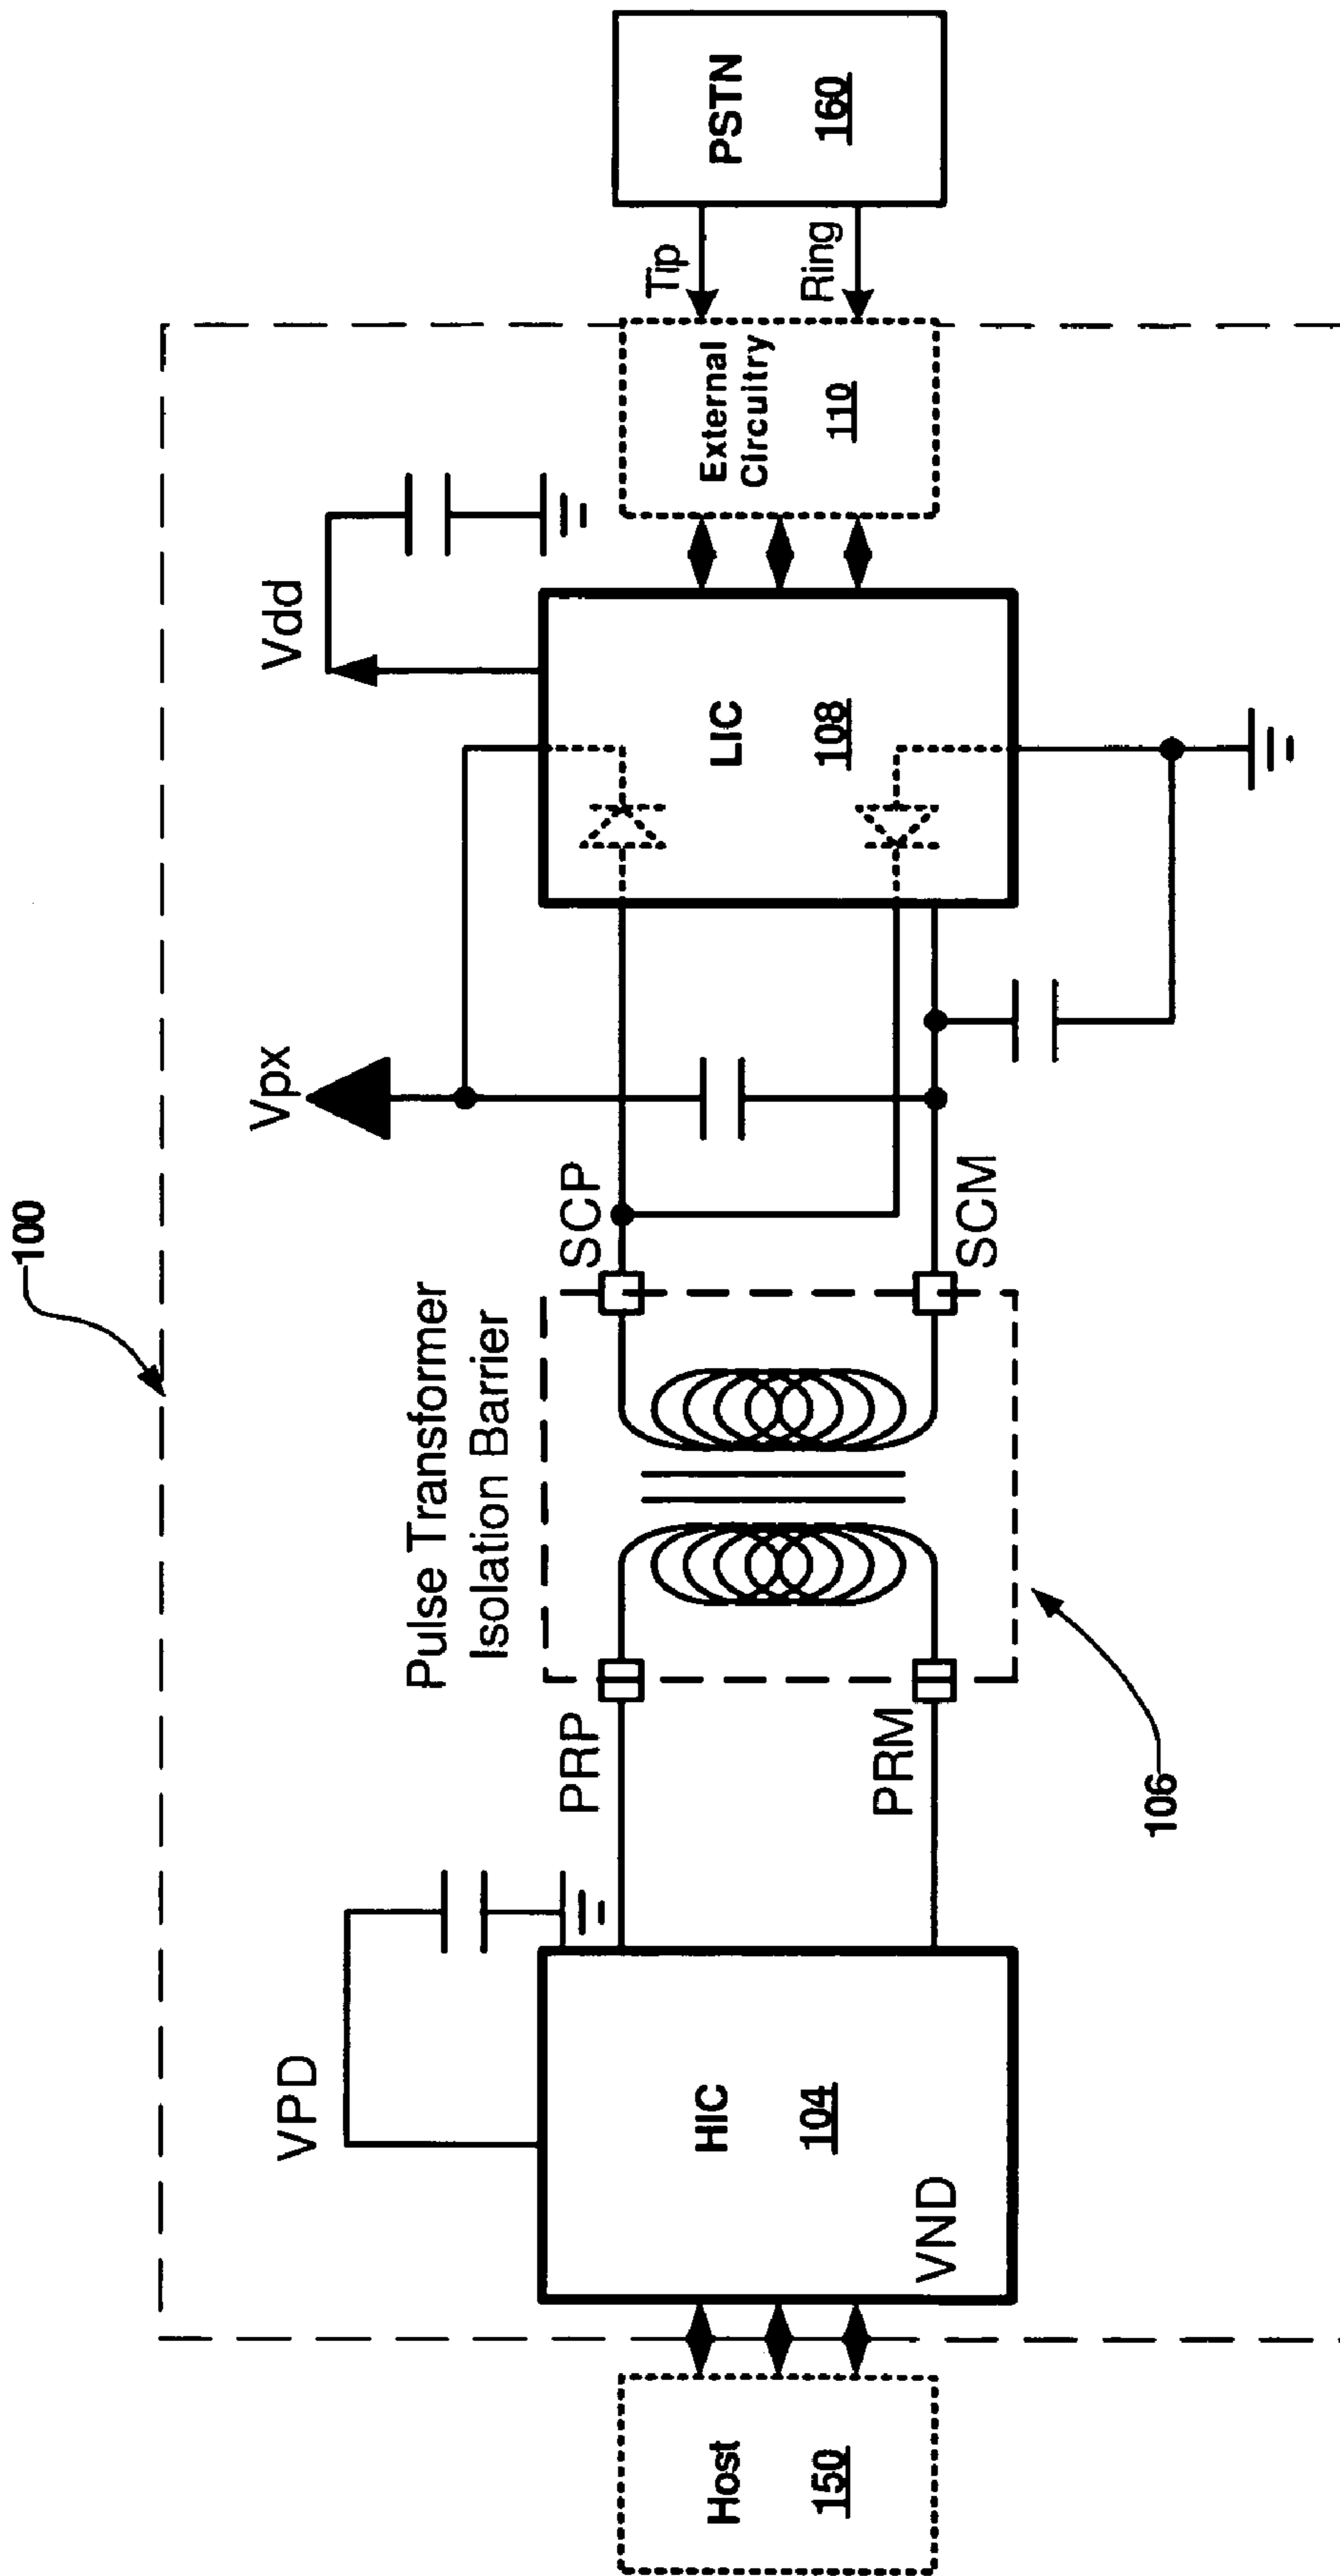 100
Pulse Transformer
Isolation Barrier
VPD
Vpx
Vdd
Host
150
HIC
104
VND
PRP
PRM
SCP
SCM
106
LIC
108
External
Circuitry
110
Tip
Ring
PSTN
160